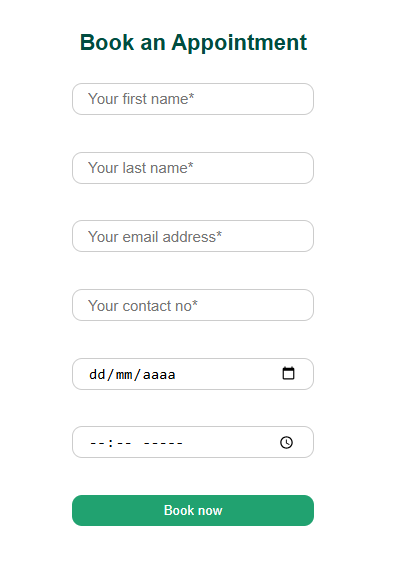 Book an Appointment
Your first name*
Your last name*
Your email address*
Your contact no*
dd/mm/aaaa
--:-- -----
Book now